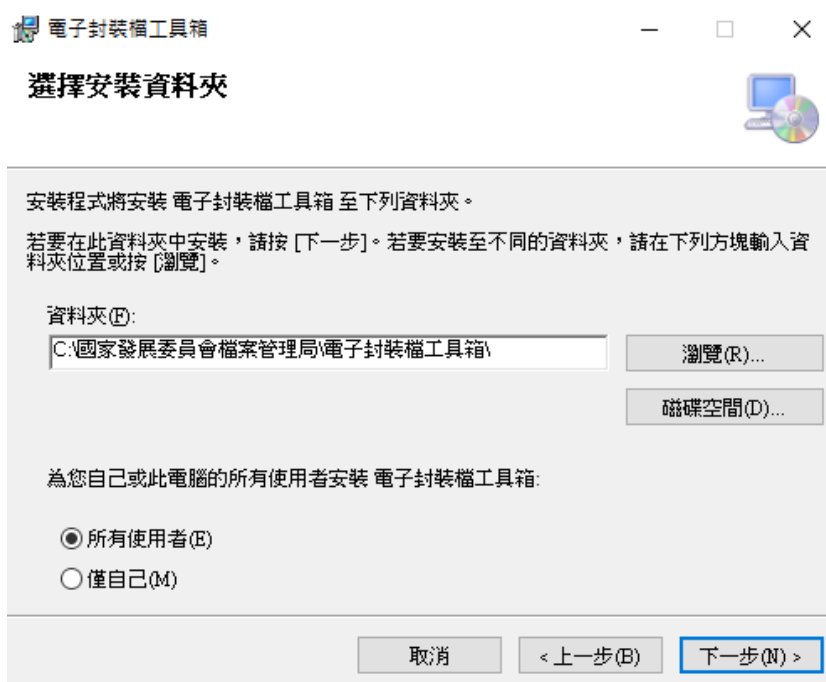 電子封裝檔工具箱
選擇安裝資料夾
安裝程式將安裝 電子封裝檔工具箱 至下列資料夾。
若要在此資料夾中安裝，請按 [下一步]。若要安裝至不同的資料夾，請在下列方塊輸入資
料夾位置或按 [瀏覽]。
資料夾(F):
C:\國家發展委員會檔案管理局\電子封裝檔工具箱\
瀏覽(R)...
磁碟空間(D)...
為您自己或此電腦的所有使用者安裝 電子封裝檔工具箱:
所有使用者(E)
僅自己(M)
取消
< 上一步(B)
下一步(N) >